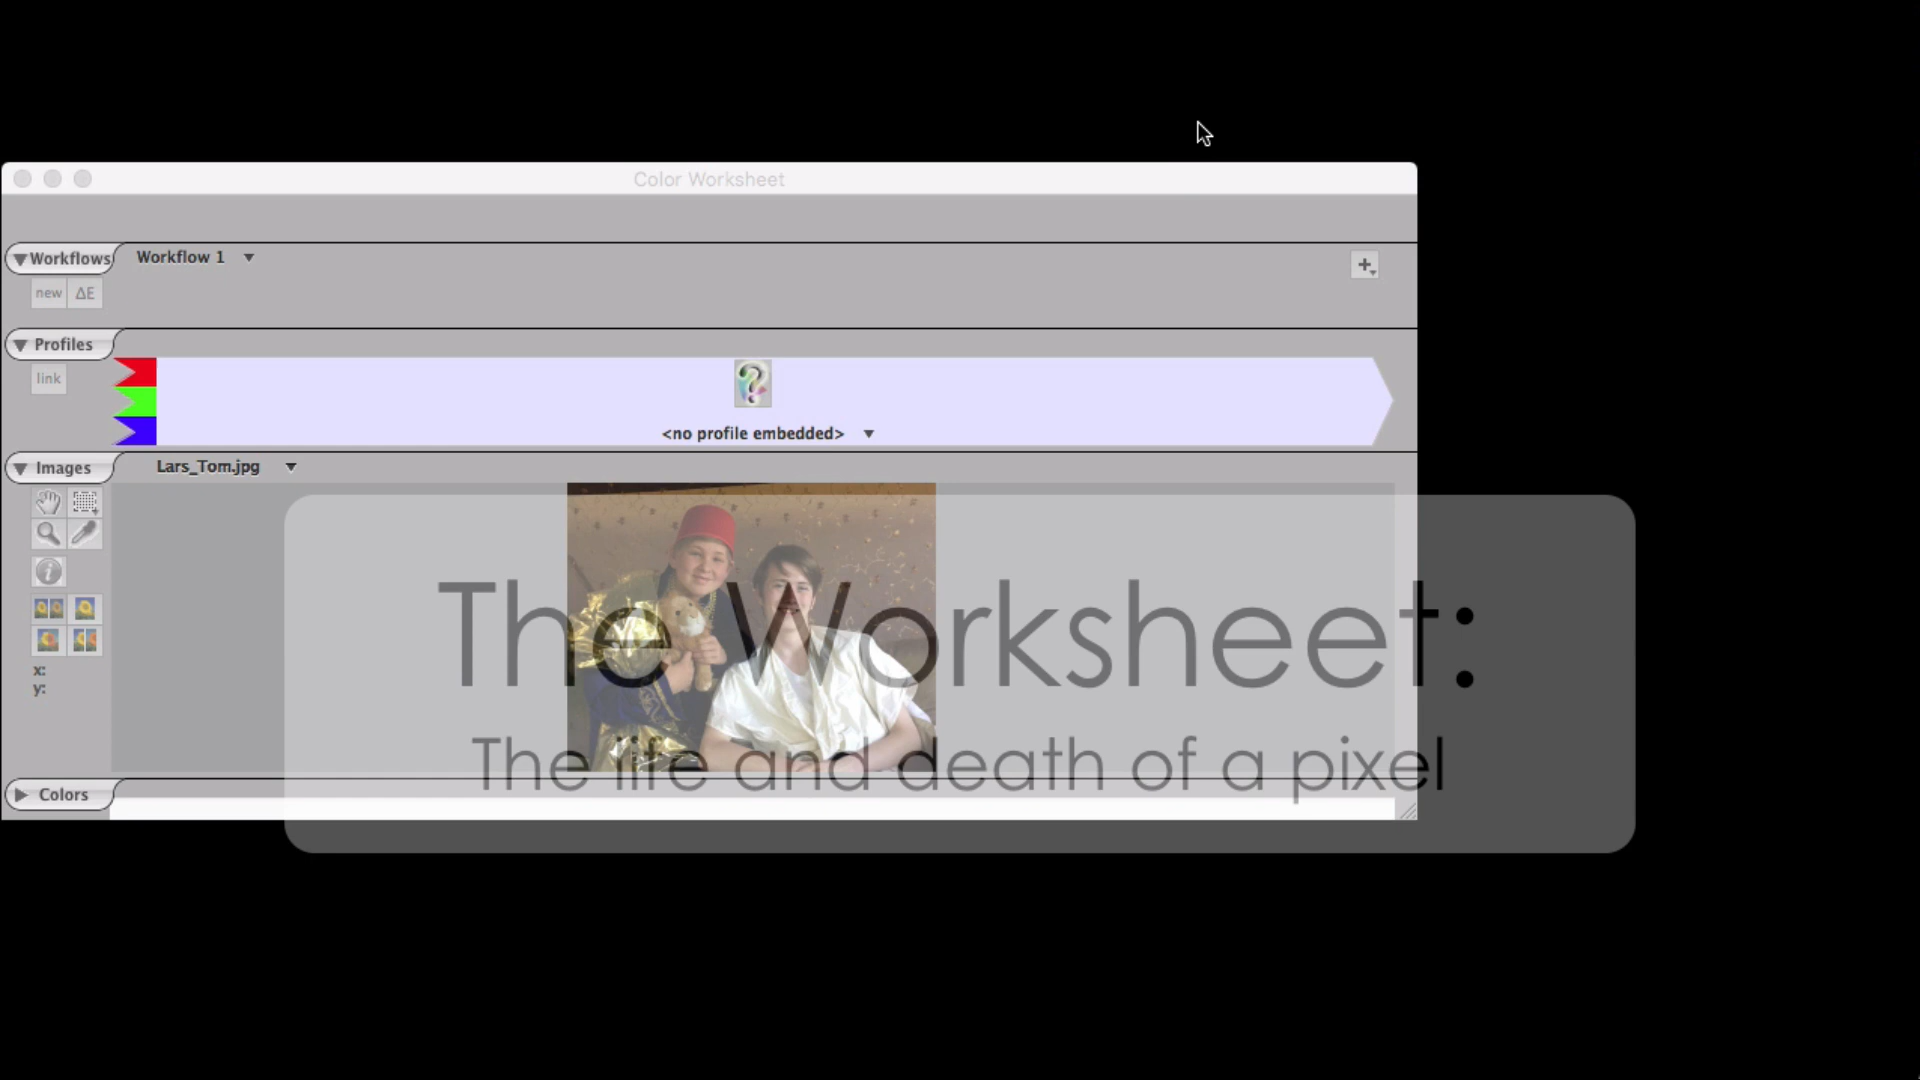 Color Worksheet
Workflows
Workflow 1
new
ΔE
Profiles
link
<no profile embedded>
Images
Lars_Tom.jpg
The Worksheet:
x:
y:
The life and death of a pixel
Colors